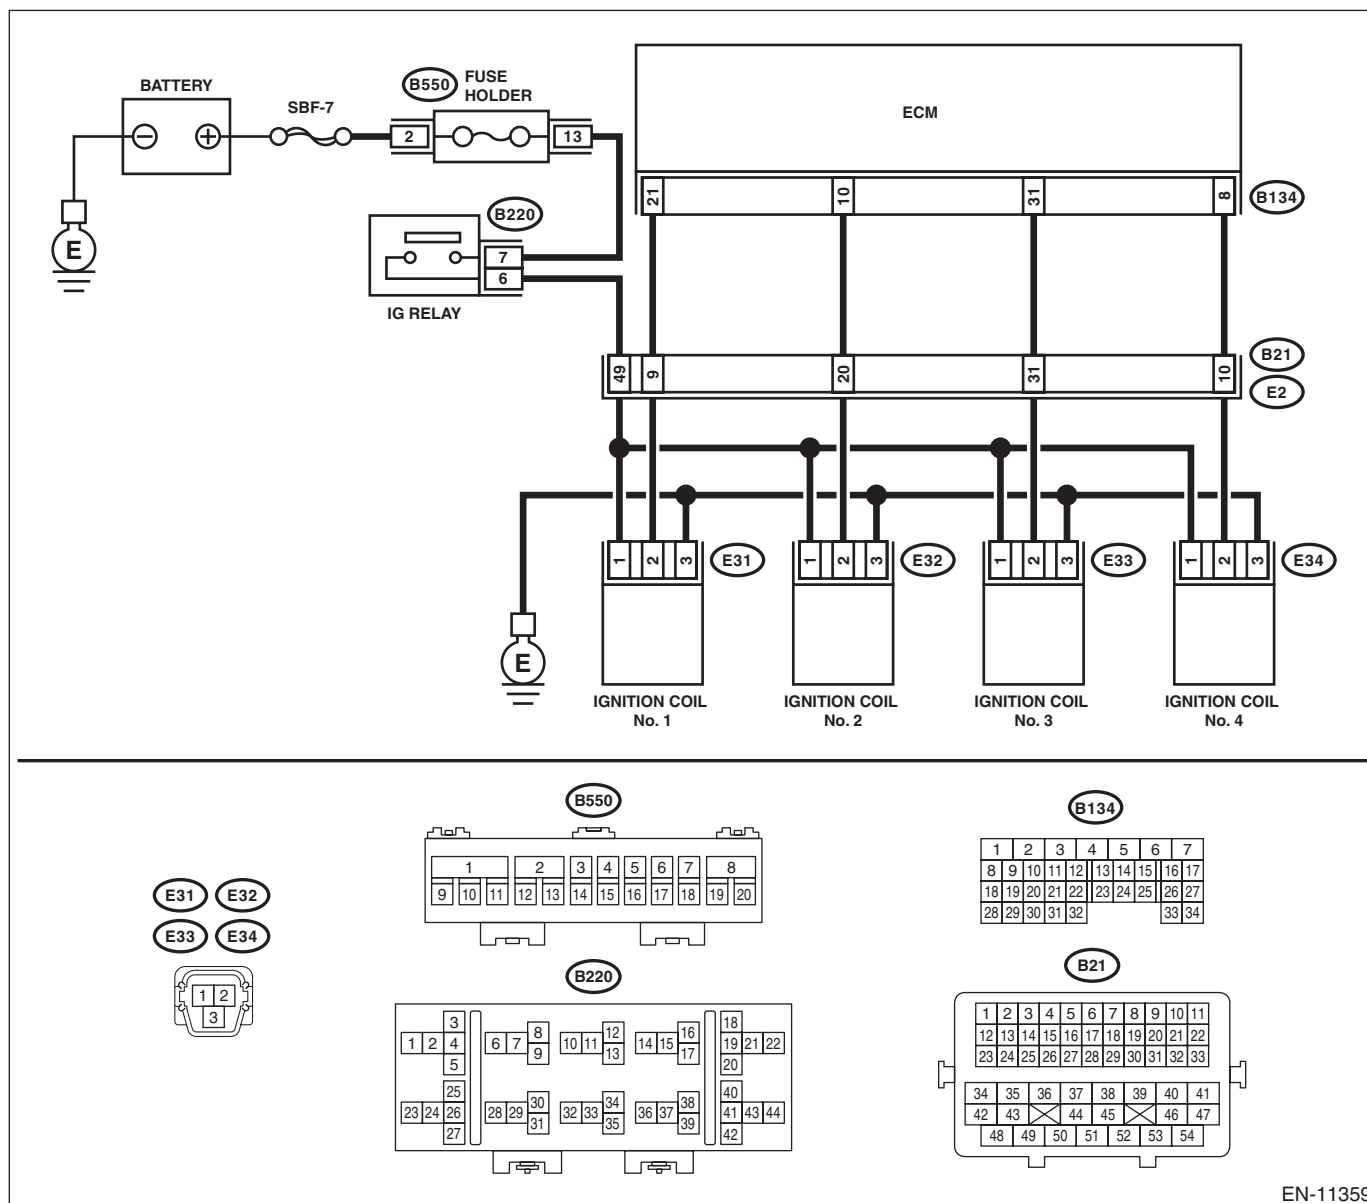 BATTERY
SBF-7
B550
FUSE
HOLDER
2
13
ECM
E
B220
7
6
IG RELAY
21
10
31
8
B134
49
9
20
31
10
B21
E2
1
2
3
E31
1
2
3
E32
1
2
3
E33
1
2
3
E34
E
IGNITION COIL
No. 1
IGNITION COIL
No. 2
IGNITION COIL
No. 3
IGNITION COIL
No. 4
E31 E32
E33 E34
1 2
3
B550
1 2 3 4 5 6 7 8
9 10 11 12 13 14 15 16 17 18 19 20
B220
3 8 12 16 18
1 2 4 6 7 10 11 14 15 19 21 22
9 13 17
5 20
25 30 34 38 40
23 24 26 28 29 32 33 36 37 41 43 44
31 35 39
27 42
B134
1 2 3 4 5 6 7
8 9 10 11 12 13 14 15 16 17
18 19 20 21 22 23 24 25 26 27
28 29 30 31 32 33 34
B21
1 2 3 4 5 6 7 8 9 10 11
12 13 14 15 16 17 18 19 20 21 22
23 24 25 26 27 28 29 30 31 32 33
34 35 36 37 38 39 40 41
42 43 44 45 46 47
48 49 50 51 52 53 54
EN-11359